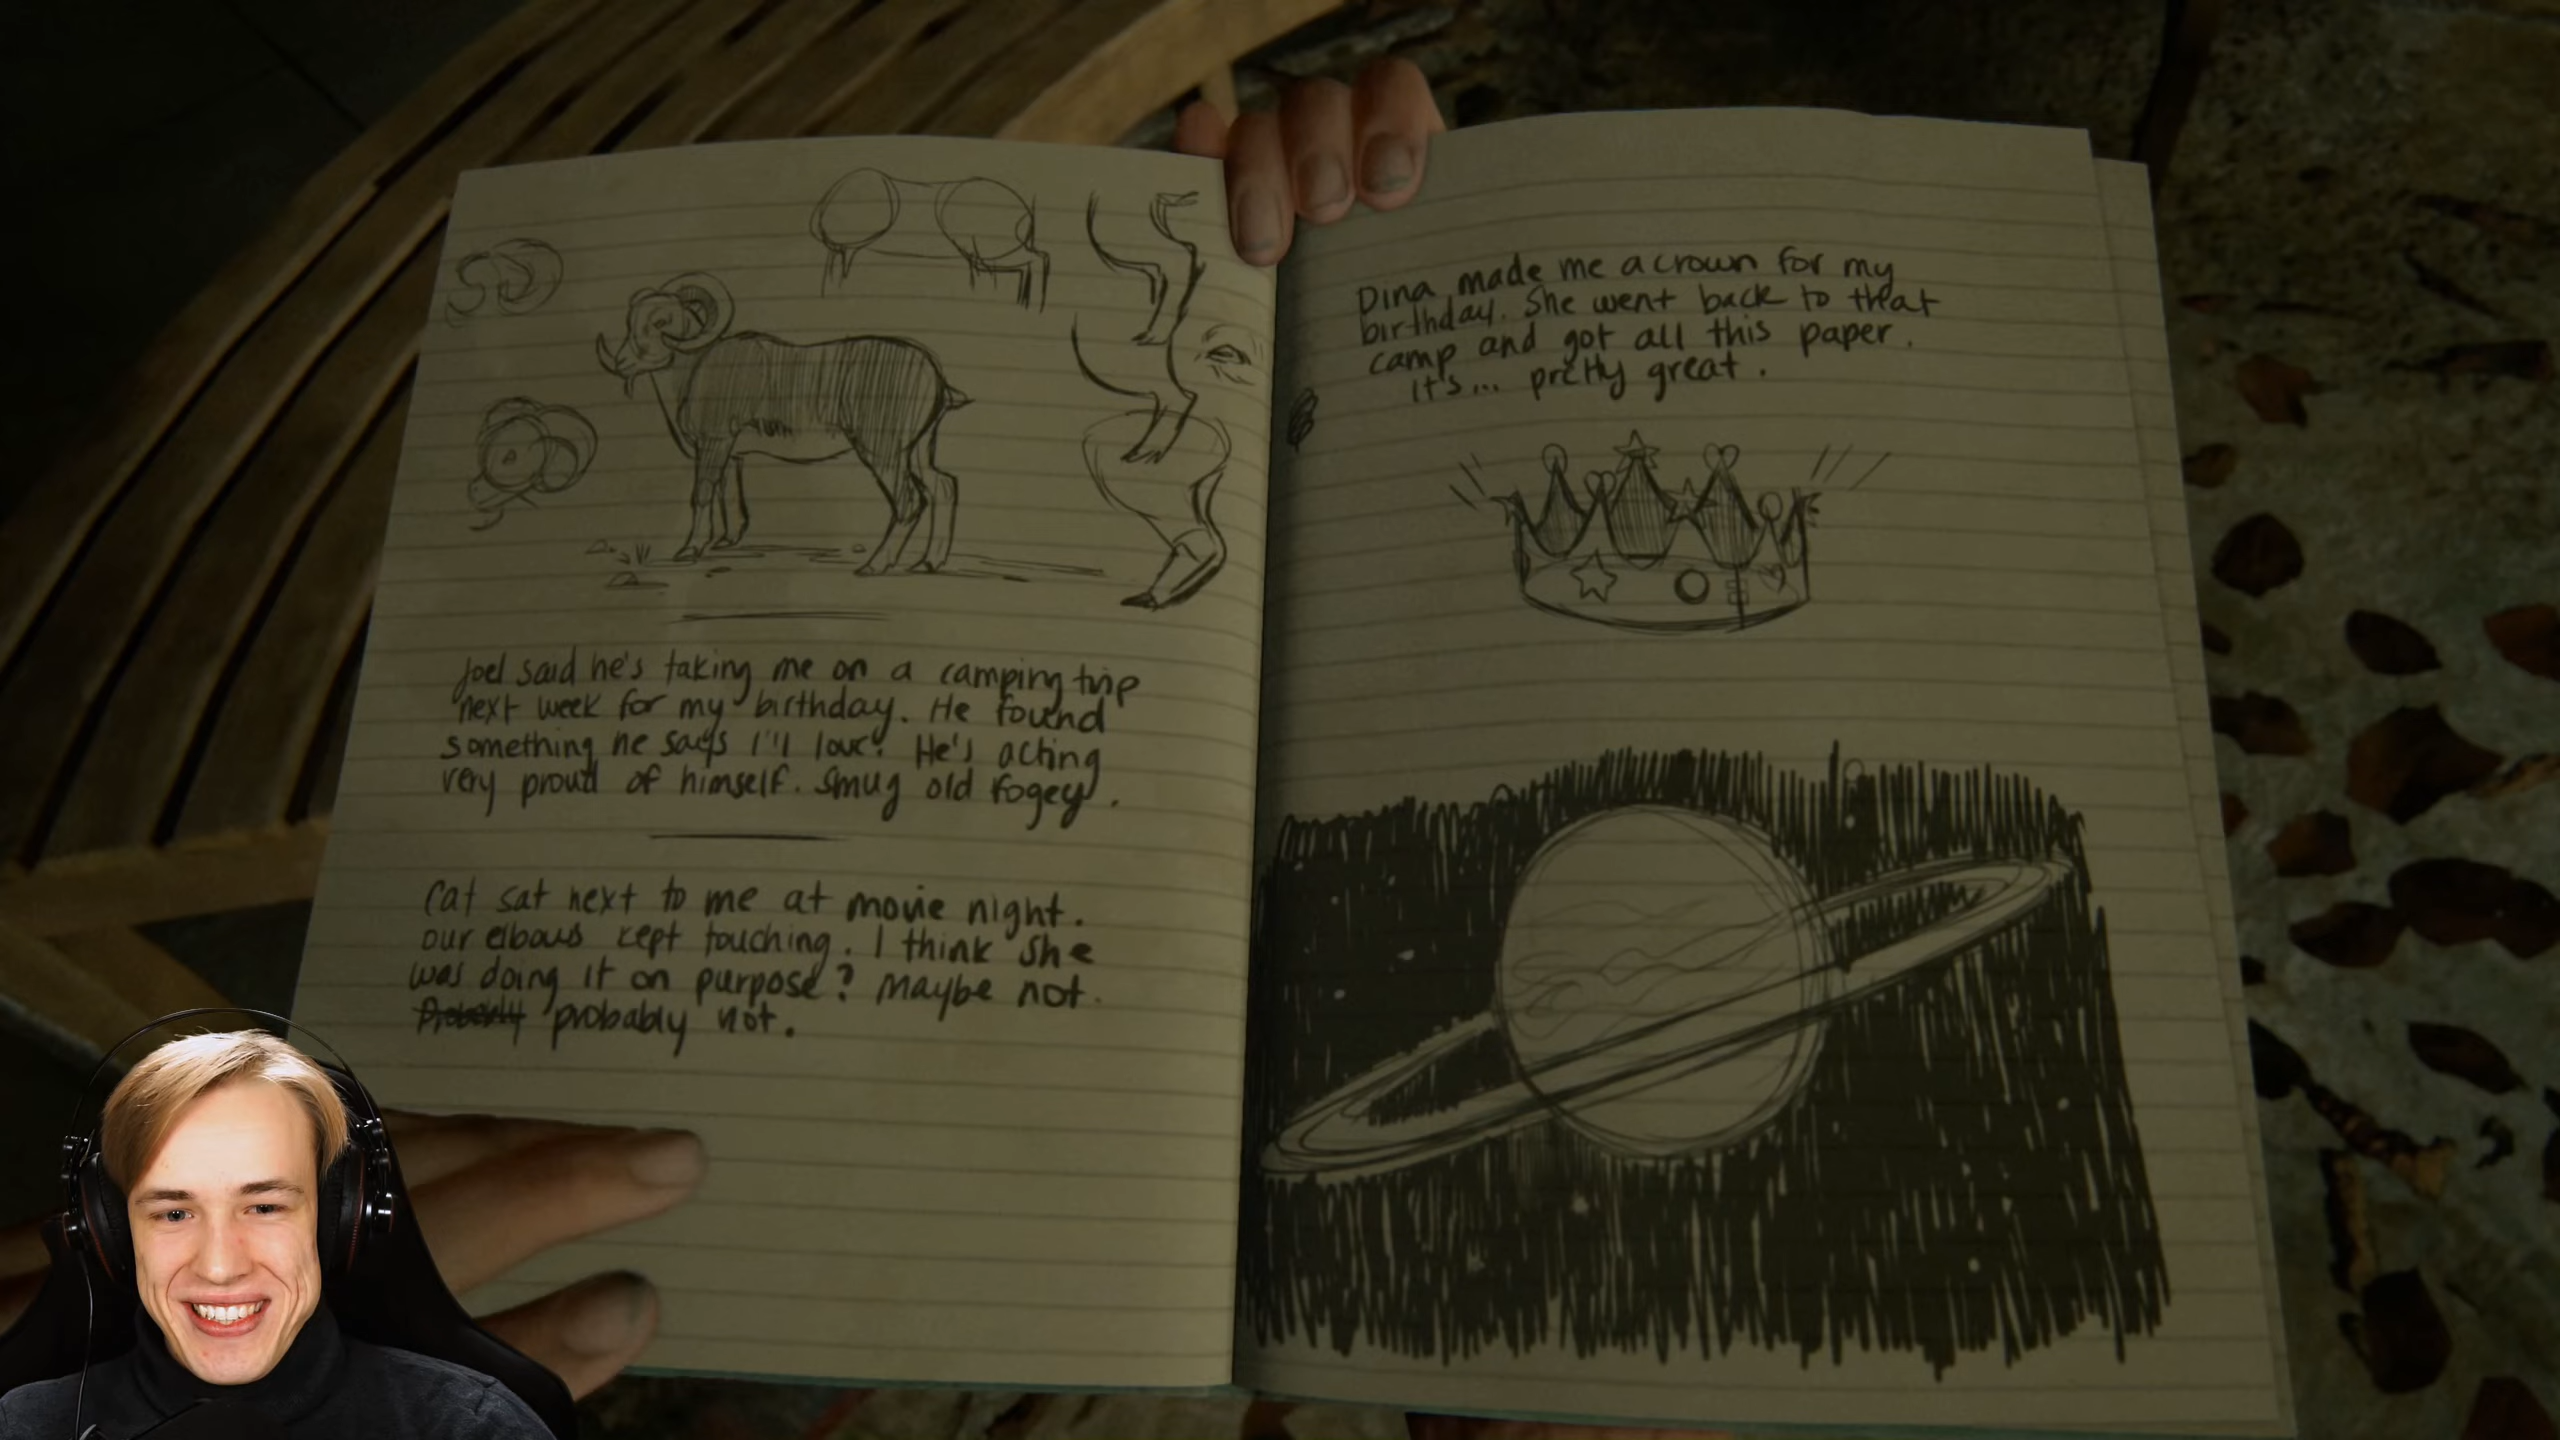 Joel said he's taking me on a camping trip
next week for my birthday. He found
something he says I'll love. He's acting
very proud of himself. Smug old fogey.
Cat sat next to me at movie night.
our elbows kept touching. I think she
was doing it on purpose? Maybe not.
probably not.
Dina made me a crown for my
birthday. She went back to that
camp and got all this paper.
It's... pretty great.